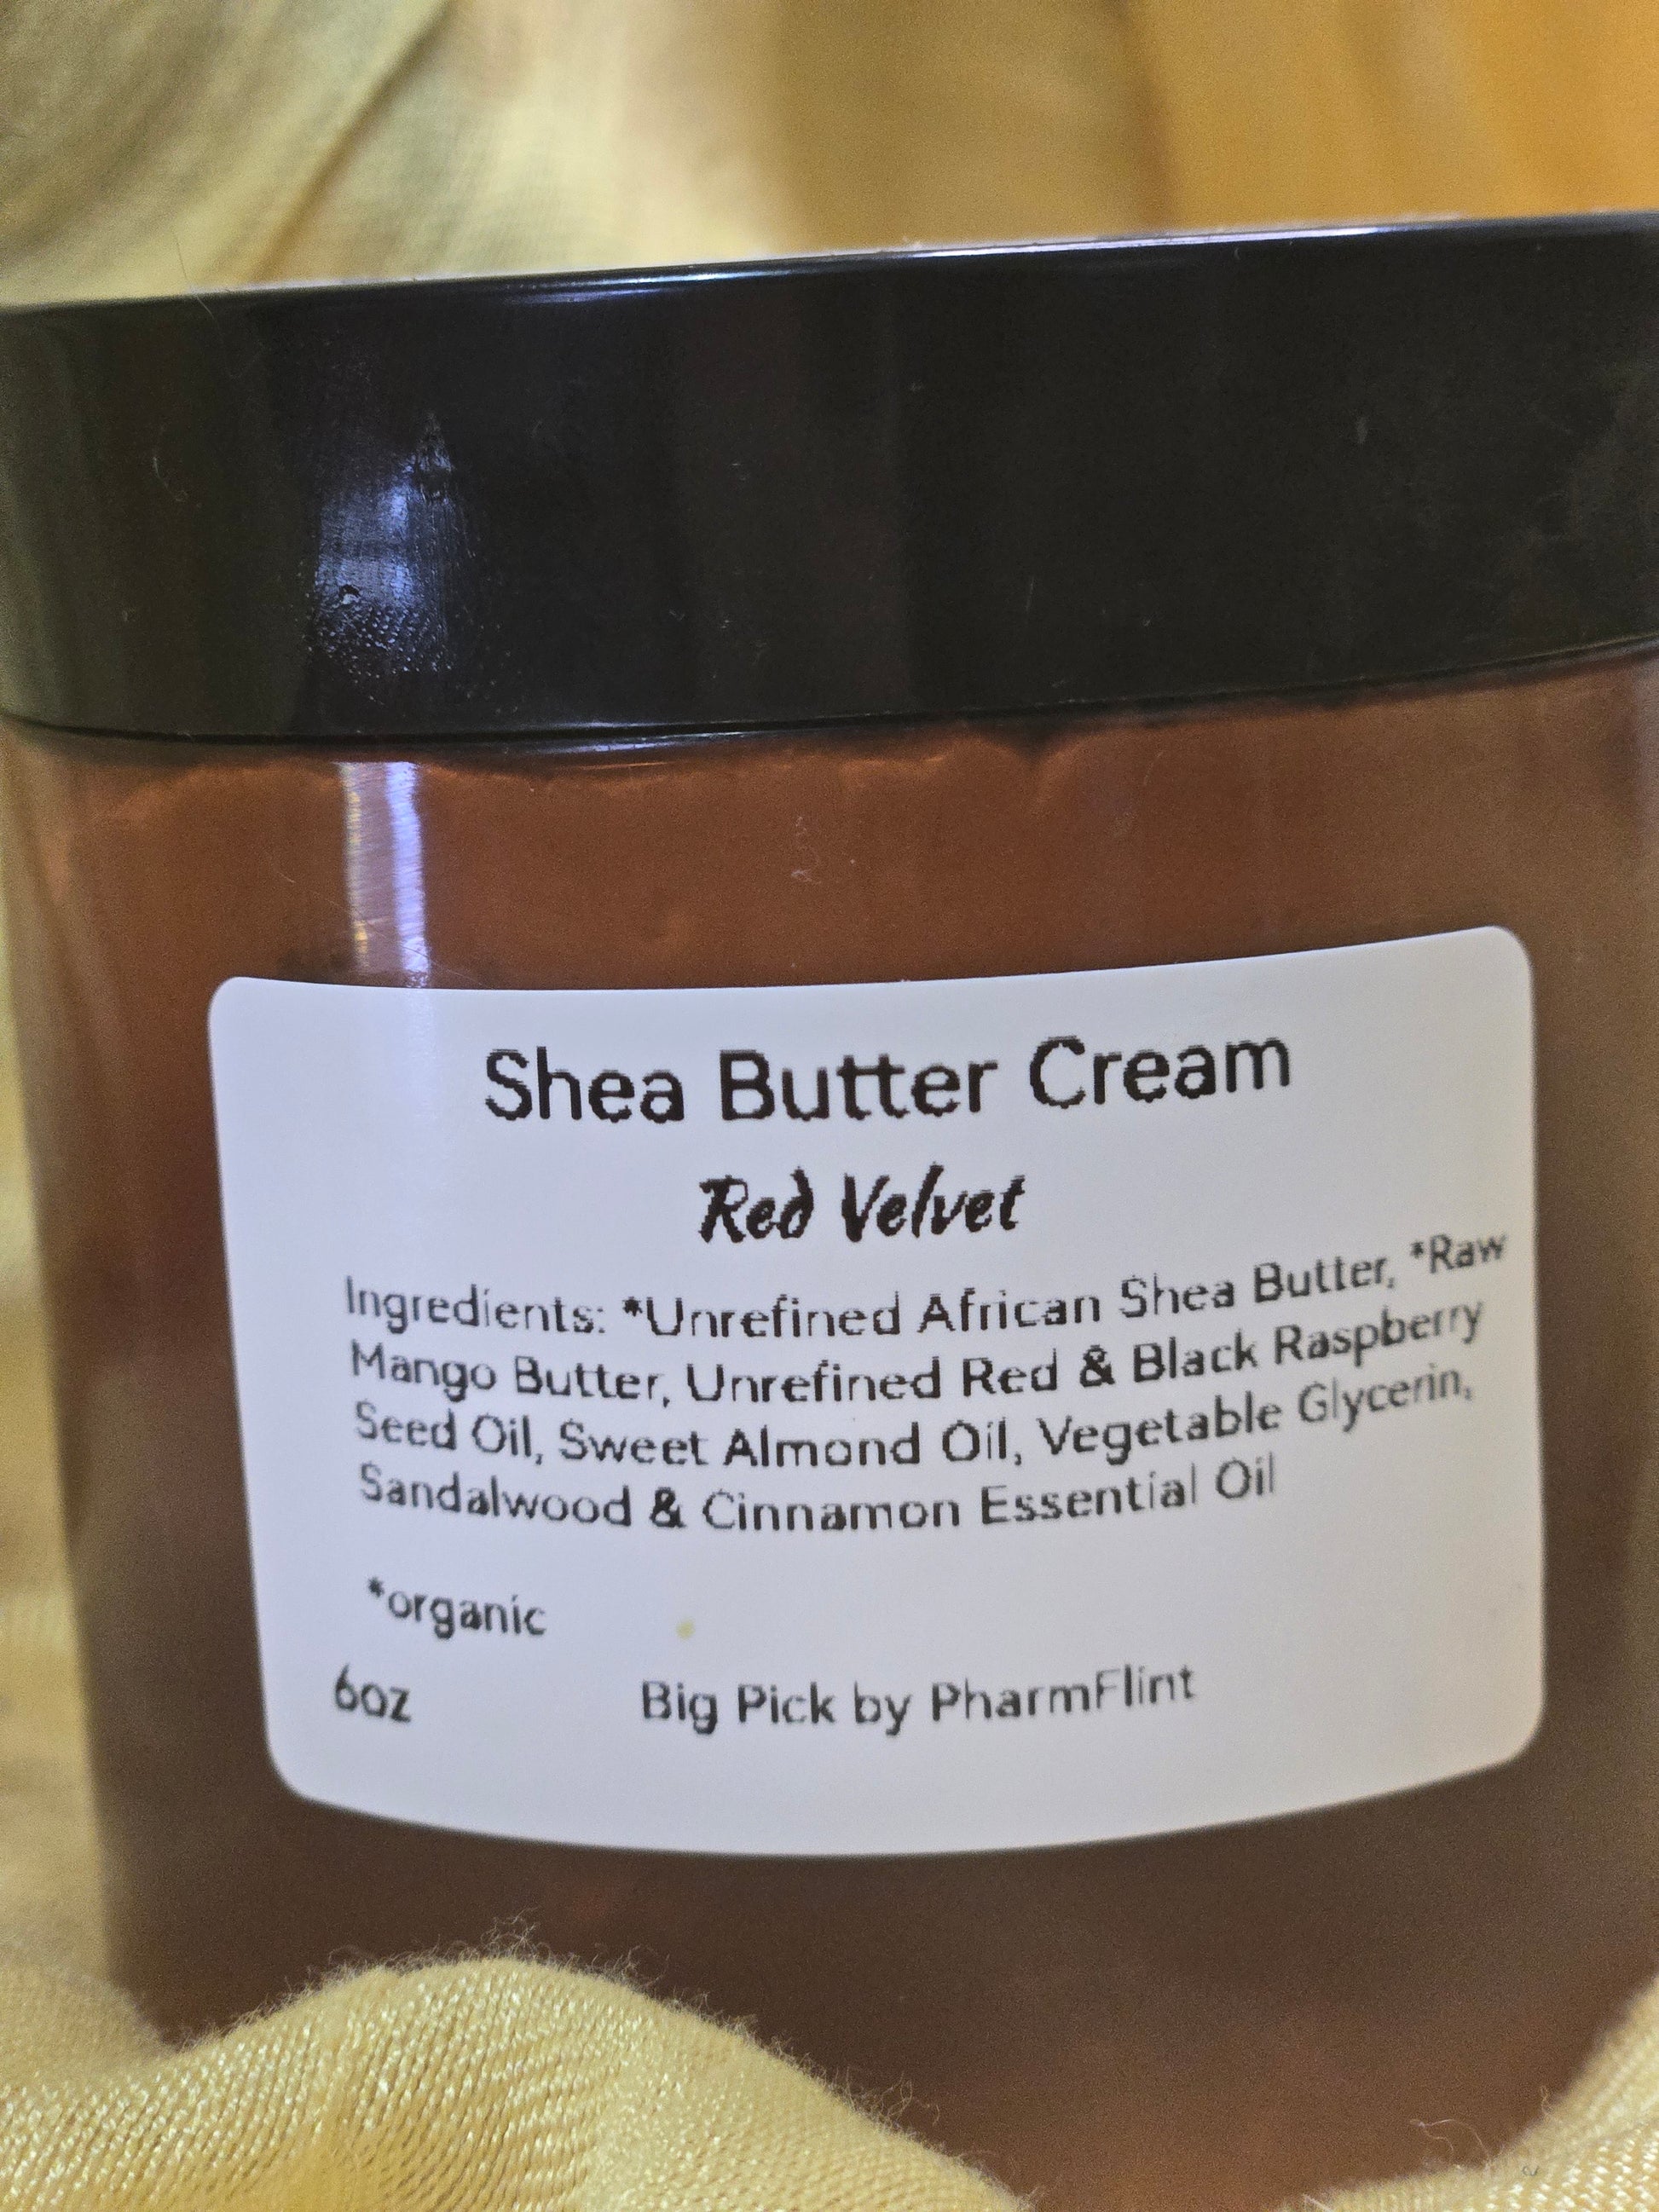 Shea Butter Cream
Red Velvet
Ingredients: *Unrefined African Shea Butter, *Raw
Mango Butter, Unrefined Red & Black Raspberry
Seed Oil, Sweet Almond Oil, Vegetable Glycerin,
Sandalwood & Cinnamon Essential Oil
*organic
6oz Big Pick by PharmFlint